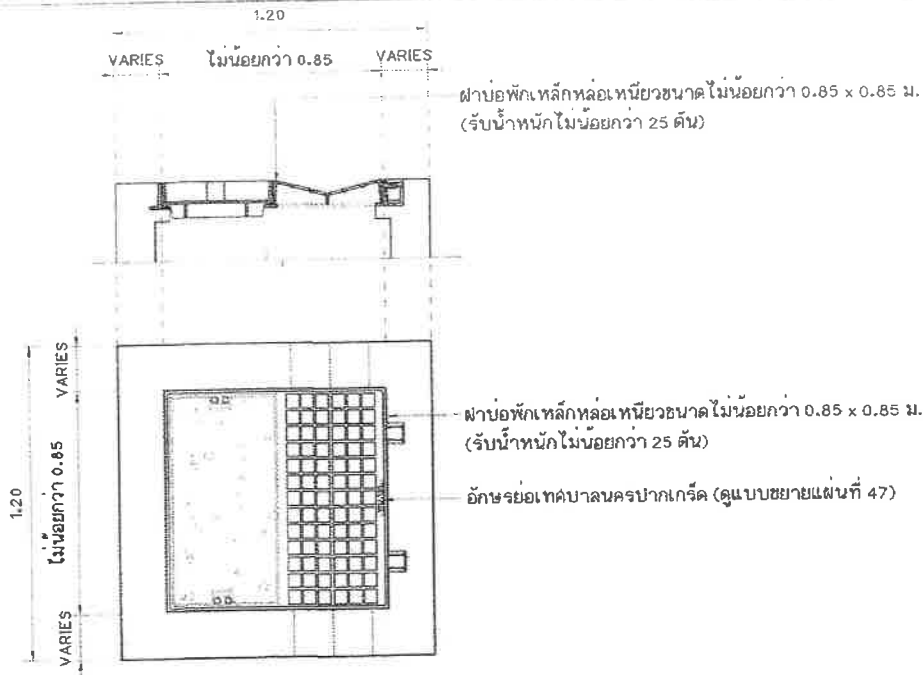 1.20
VARIES ไม่น้อยกว่า 0.85 VARIES
ฝาบ่อพักเหล็กหล่อเหนียวขนาดไม่น้อยกว่า 0.85 x 0.85 ม.
(รับน้ำหนักไม่น้อยกว่า 25 ตัน)
VARIES
ไม่น้อยกว่า 0.85
1.20
VARIES
ฝาบ่อพักเหล็กหล่อเหนียวขนาดไม่น้อยกว่า 0.85 x 0.85 ม.
(รับน้ำหนักไม่น้อยกว่า 25 ตัน)
อักษรย่อเทศบาลนครปากเกร็ด (ดูแบบขยายแผ่นที่ 47)